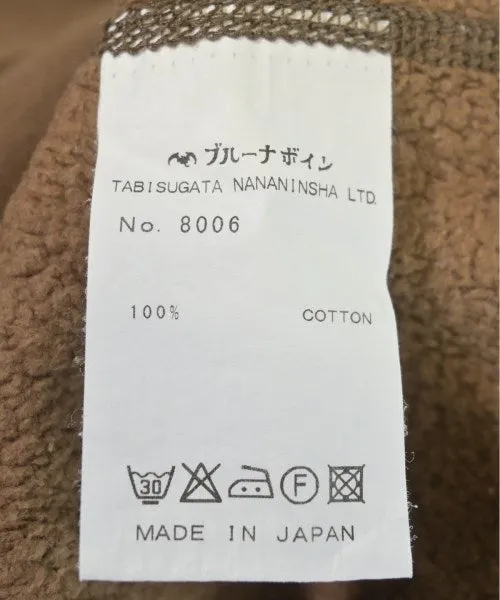 ブルーナボイン
TABISUGATA NANANINSHA LTD.
No. 8006
100% COTTON
30 F
MADE IN JAPAN